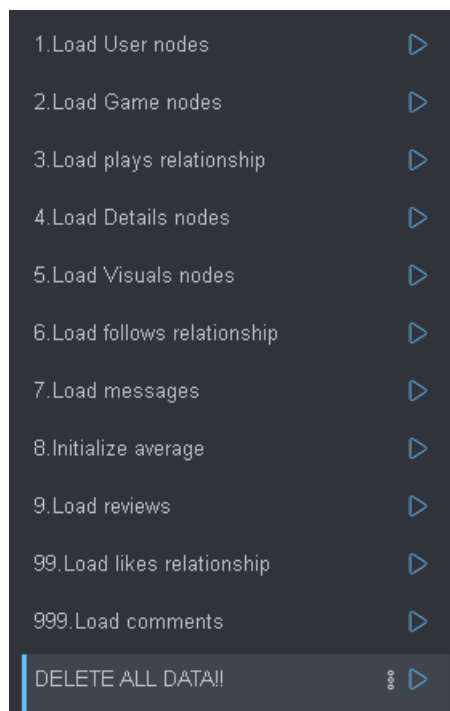 1.Load User nodes
2.Load Game nodes
3.Load plays relationship
4.Load Details nodes
5.Load Visuals nodes
6.Load follows relationship
7.Load messages
8.Initialize average
9.Load reviews
99.Load likes relationship
999.Load comments
DELETE ALL DATA!!